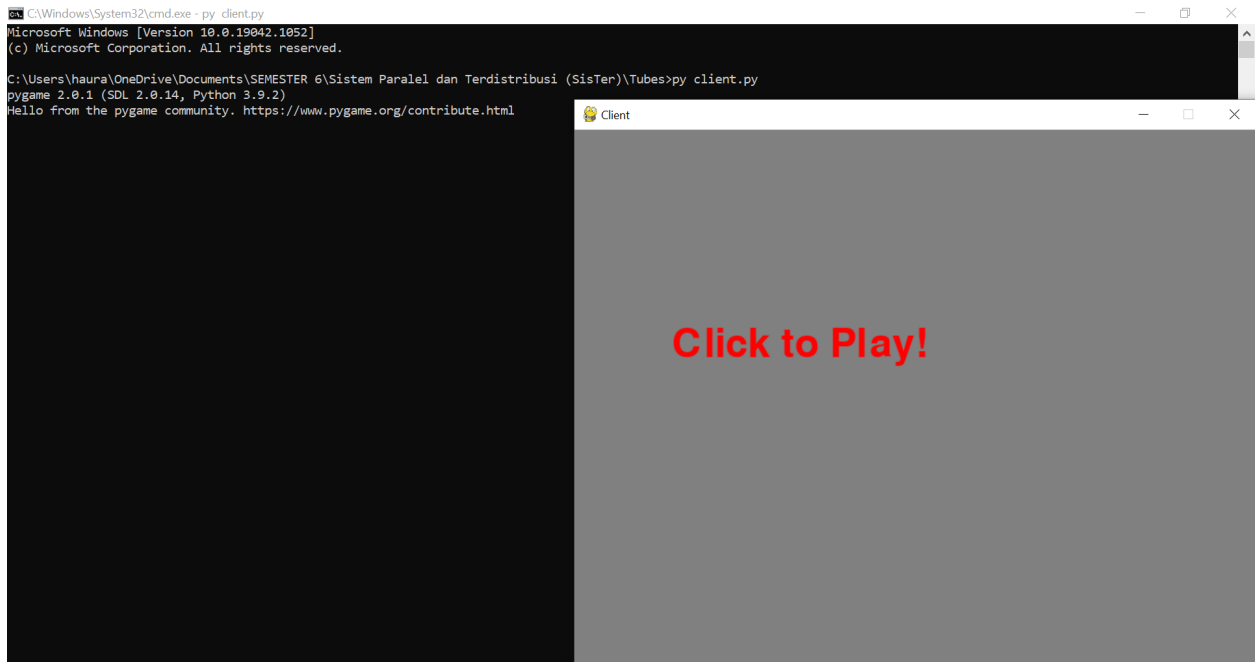 C:\Windows\System32\cmd.exe - py  client.py
Microsoft Windows [Version 10.0.19042.1052]
(c) Microsoft Corporation. All rights reserved.
C:\Users\haura\OneDrive\Documents\SEMESTER 6\Sistem Paralel dan Terdistribusi (SisTer)\Tubes>py client.py
pygame 2.0.1 (SDL 2.0.14, Python 3.9.2)
Hello from the pygame community. https://www.pygame.org/contribute.html
Client
Click to Play!